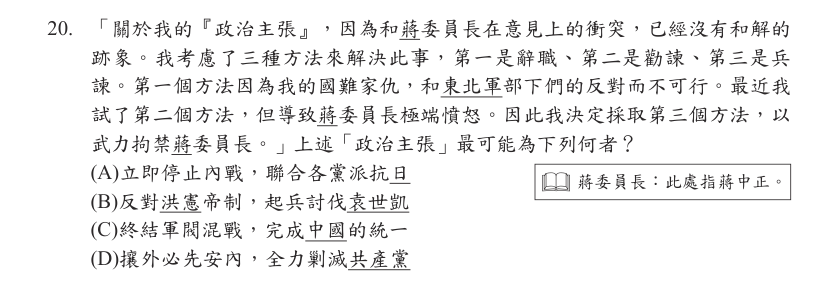 20. 「關於我的『政治主張』，因為和蔣委員長在意見上的衝突，已經沒有和解的
跡象。我考慮了三種方法來解決此事，第一是辭職、第二是勸諫、第三是兵
諫。第一個方法因為我的國難家仇，和東北軍部下們的反對而不可行。最近我
試了第二個方法，但導致蔣委員長極端憤怒。因此我決定採取第三個方法，以
武力拘禁蔣委員長。」上述「政治主張」最可能為下列何者？
(A)立即停止內戰，聯合各黨派抗日
(B)反對洪憲帝制，起兵討伐袁世凱
(C)終結軍閥混戰，完成中國的統一
(D)攘外必先安內，全力剿滅共產黨
蔣委員長：此處指蔣中正。